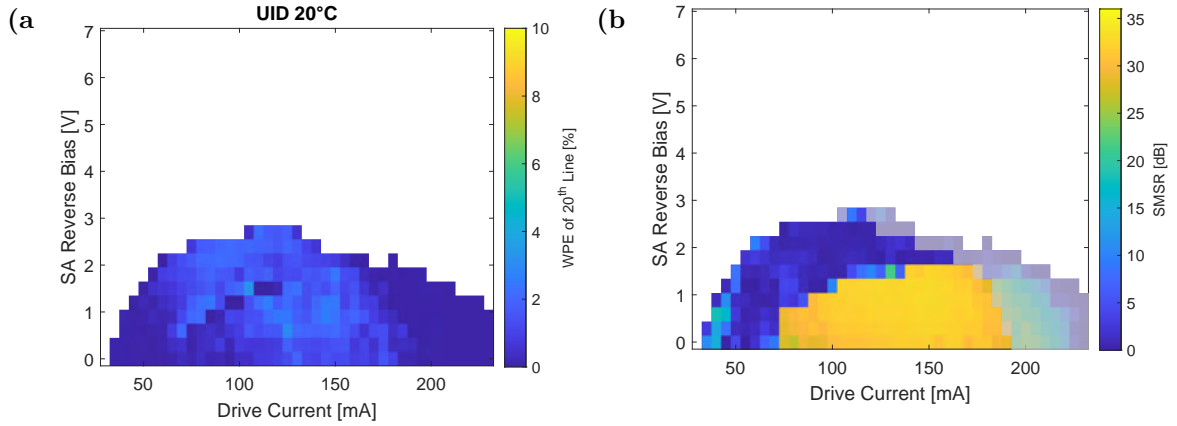 (a
UID 20°C
7
6
5
4
3
2
1
0
SA Reverse Bias [V]
50 100 150 200
Drive Current [mA]
10
8
6
4
2
0
WPE of 20th Line [%]
(b
7
6
5
4
3
2
1
0
SA Reverse Bias [V]
50 100 150 200
Drive Current [mA]
35
30
25
20
15
10
5
0
SMSR [dB]